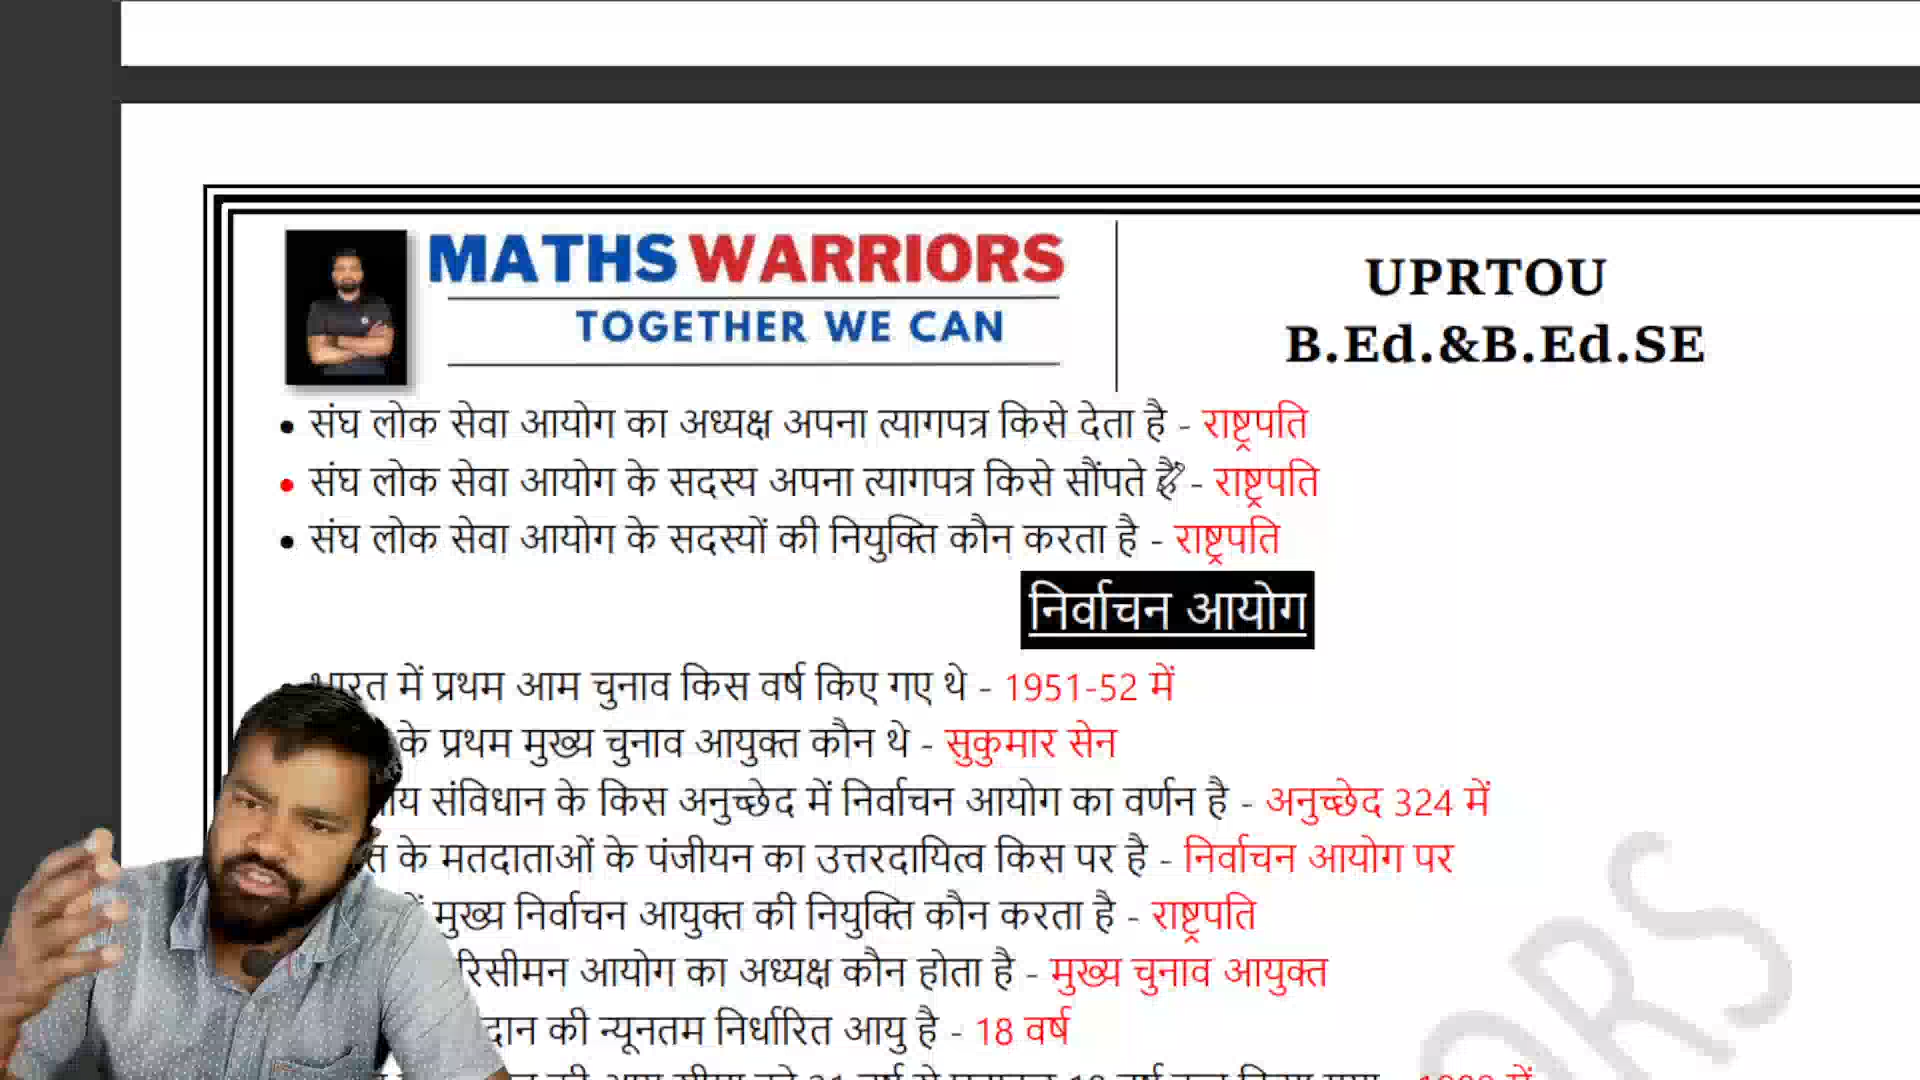 MATHS WARRIORS
TOGETHER WE CAN
UPRTOU
B.Ed.&B.Ed.SE
• संघ लोक सेवा आयोग का अध्यक्ष अपना त्यागपत्र किसे देता है - राष्ट्रपति
• संघ लोक सेवा आयोग के सदस्य अपना त्यागपत्र किसे सौंपते हैं - राष्ट्रपति
• संघ लोक सेवा आयोग के सदस्यों की नियुक्ति कौन करता है - राष्ट्रपति
निर्वाचन आयोग
भारत में प्रथम आम चुनाव किस वर्ष किए गए थे - 1951-52 में
के प्रथम मुख्य चुनाव आयुक्त कौन थे - सुकुमार सेन
संविधान के किस अनुच्छेद में निर्वाचन आयोग का वर्णन है - अनुच्छेद 324 में
के मतदाताओं के पंजीयन का उत्तरदायित्व किस पर है - निर्वाचन आयोग पर
मुख्य निर्वाचन आयुक्त की नियुक्ति कौन करता है - राष्ट्रपति
रिसीमन आयोग का अध्यक्ष कौन होता है - मुख्य चुनाव आयुक्त
दान की न्यूनतम निर्धारित आयु है - 18 वर्ष
ORS